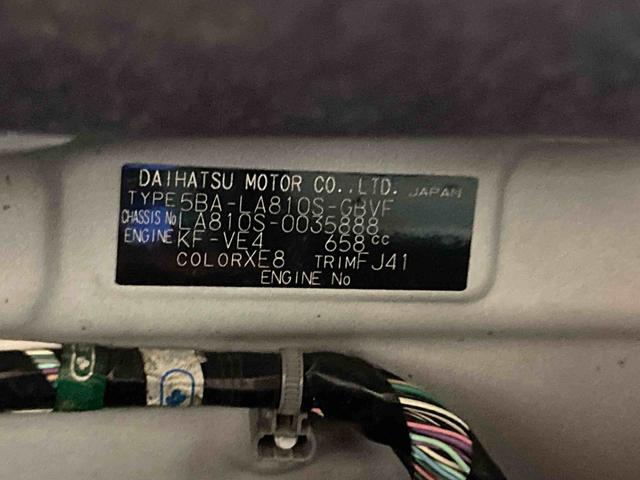 DAIHATSU MOTOR CO.,LTD. JAPAN
TYPE 5BA-LA810S-GBVF
CHASSIS No LA810S-0035888
ENGINE KF-VE4 658cc
COLOR XE8 TRIM FJ41
ENGINE No